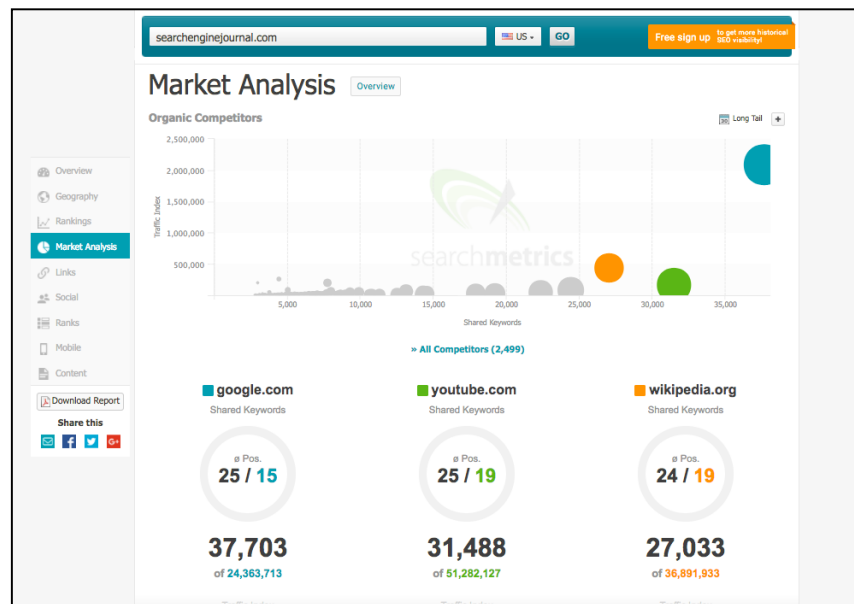 searchenginejournal.com
US
GO
Free sign up
to get more historical
SEO visibility!
Market Analysis
Overview
Organic Competitors
30
Long Tail
+
Overview
Geography
Rankings
Market Analysis
Links
Social
Ranks
Mobile
Content
Download Report
Share this
G+
2,500,000
2,000,000
1,500,000
1,000,000
500,000
Traffic Index
searchmetrics
5,000
10,000
15,000
20,000
25,000
30,000
35,000
Shared Keywords
» All Competitors (2,499)
google.com
Shared Keywords
ø Pos.
25 / 15
37,703
of 24,363,713
youtube.com
Shared Keywords
ø Pos.
25 / 19
31,488
of 51,282,127
wikipedia.org
Shared Keywords
ø Pos.
24 / 19
27,033
of 36,891,933